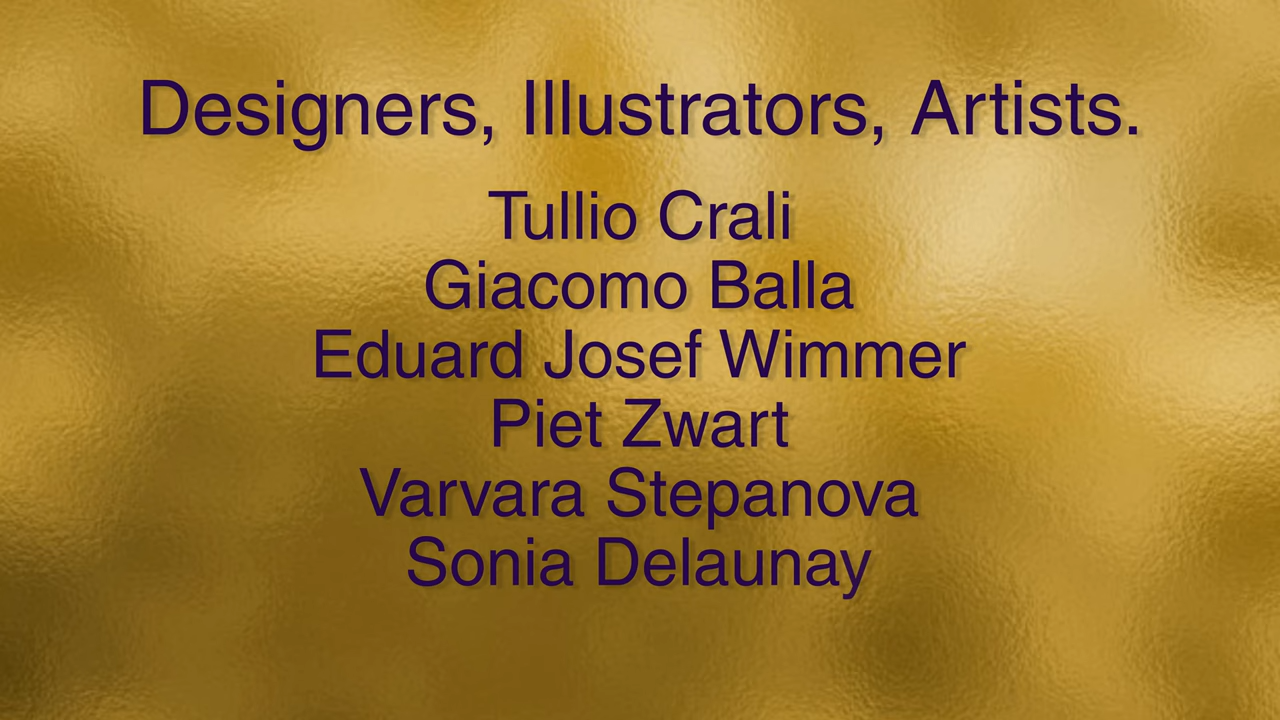 Designers, Illustrators, Artists.
Tullio Crali
Giacomo Balla
Eduard Josef Wimmer
Piet Zwart
Varvara Stepanova
Sonia Delaunay